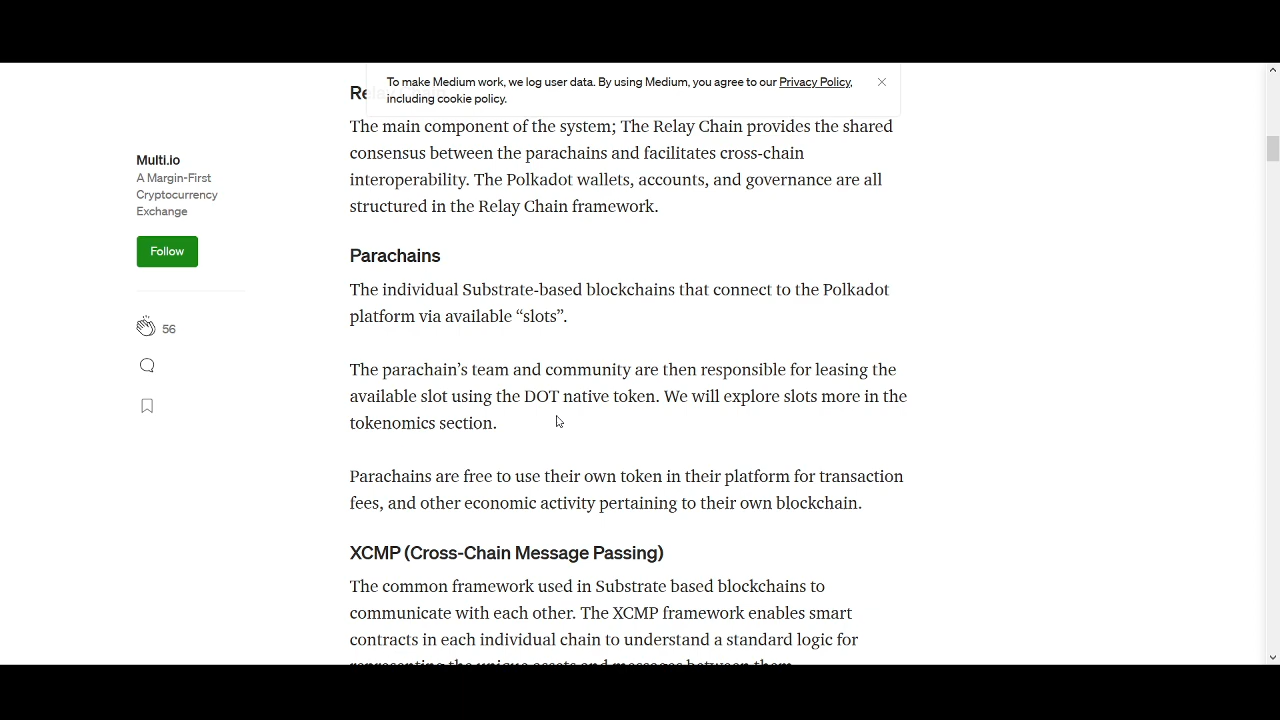 To make Medium work, we log user data. By using Medium, you agree to our Privacy Policy,
including cookie policy.
The main component of the system; The Relay Chain provides the shared
consensus between the parachains and facilitates cross-chain
interoperability. The Polkadot wallets, accounts, and governance are all
structured in the Relay Chain framework.
Multi.io
A Margin-First
Cryptocurrency
Exchange
Follow
56
Parachains
The individual Substrate-based blockchains that connect to the Polkadot
platform via available “slots”.
The parachain’s team and community are then responsible for leasing the
available slot using the DOT native token. We will explore slots more in the
tokenomics section.
Parachains are free to use their own token in their platform for transaction
fees, and other economic activity pertaining to their own blockchain.
XCMP (Cross-Chain Message Passing)
The common framework used in Substrate based blockchains to
communicate with each other. The XCMP framework enables smart
contracts in each individual chain to understand a standard logic for
representing the unique assets and messages between them